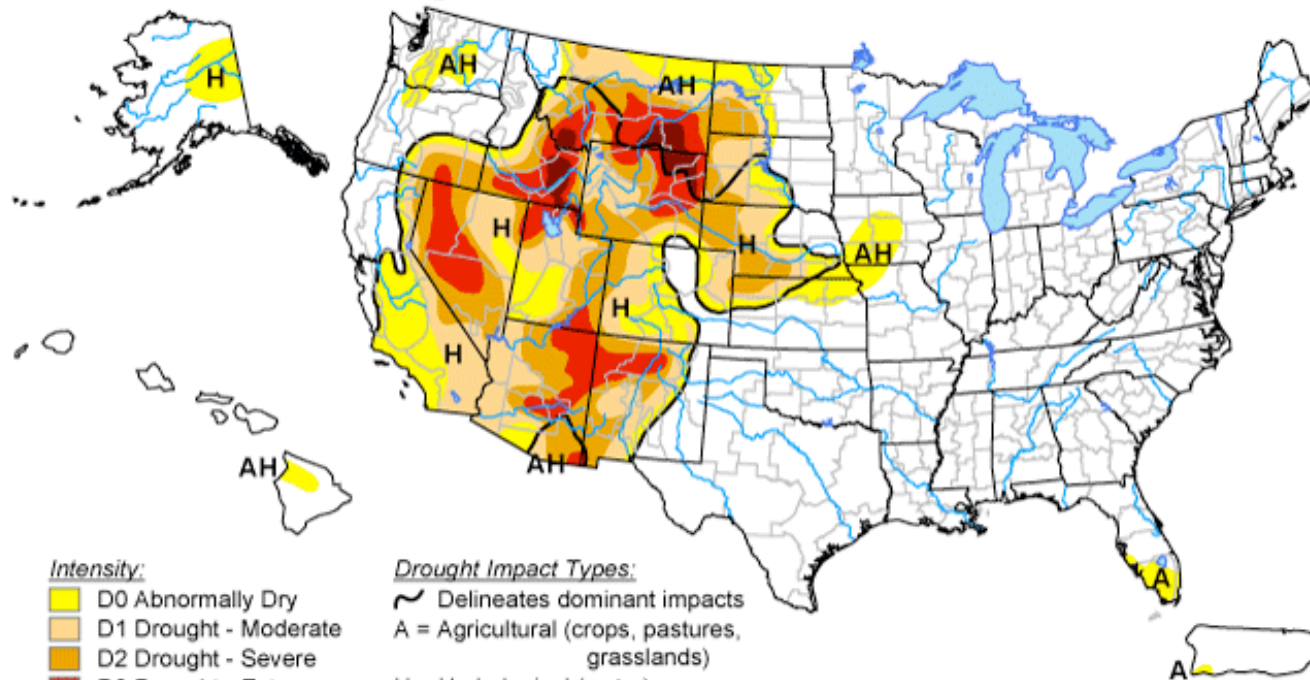 H
AH
AH
H
H
AH
H
H
AH
AH
A
A
Intensity:
D0 Abnormally Dry
D1 Drought - Moderate
D2 Drought - Severe
Drought Impact Types:
Delineates dominant impacts
A = Agricultural (crops, pastures,
grasslands)